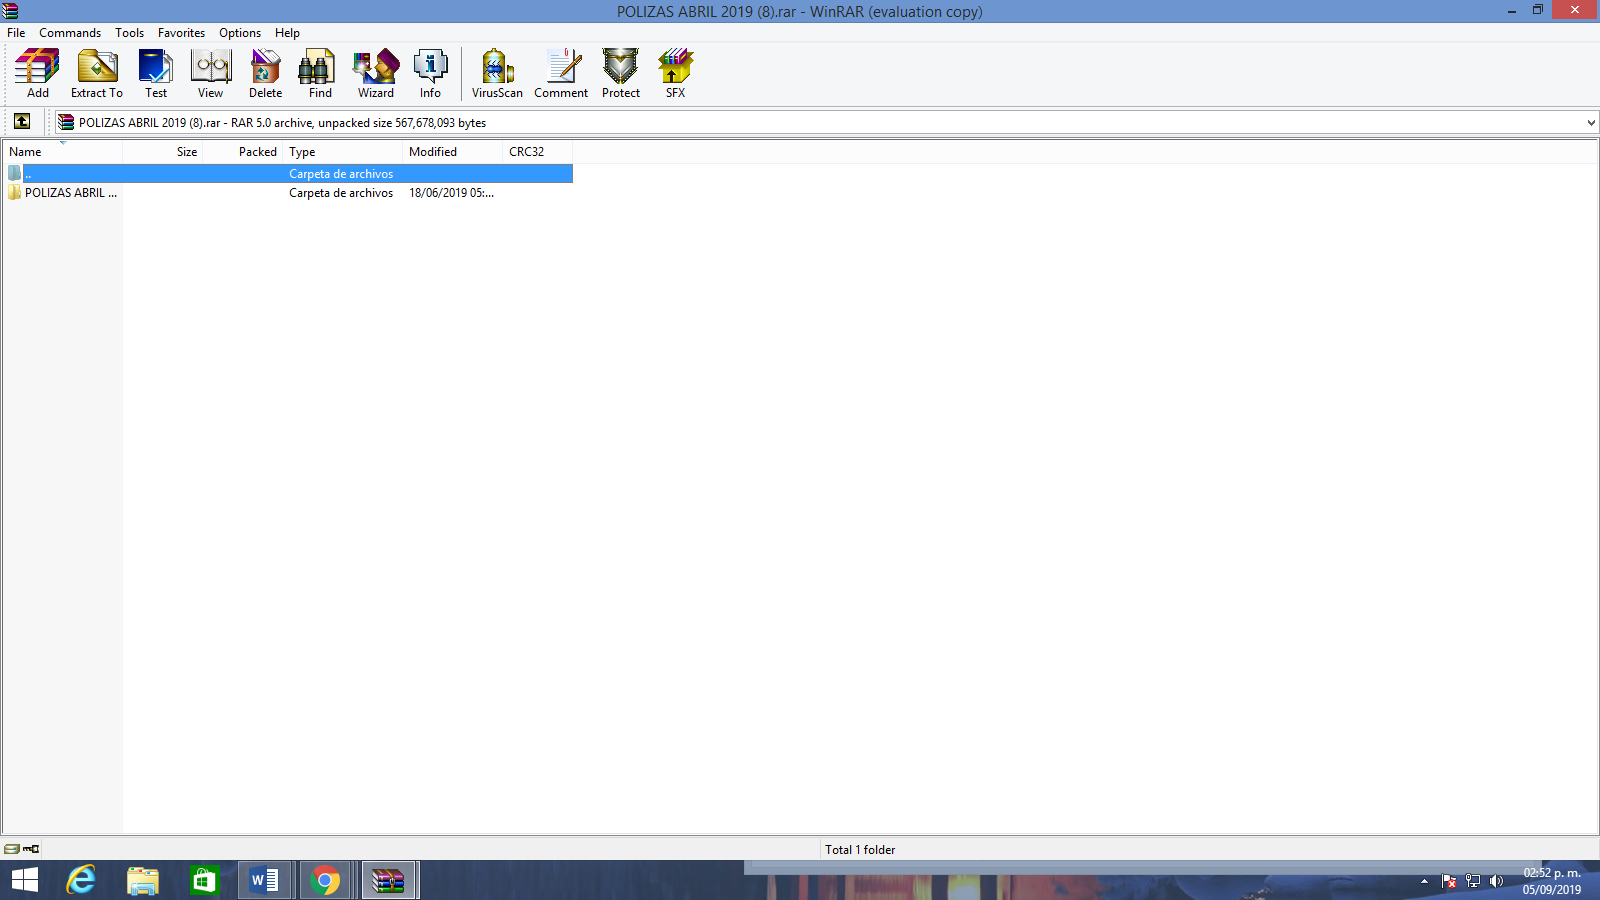 POLIZAS ABRIL 2019 (8).rar - WinRAR (evaluation copy)
File Commands Tools Favorites Options Help
Add Extract To Test View Delete Find Wizard Info VirusScan Comment Protect SFX
POLIZAS ABRIL 2019 (8).rar - RAR 5.0 archive, unpacked size 567,678,093 bytes
Name Size Packed Type Modified CRC32
.. Carpeta de archivos
POLIZAS ABRIL ... Carpeta de archivos 18/06/2019 05:...
Total 1 folder
02:52 p. m.
05/09/2019